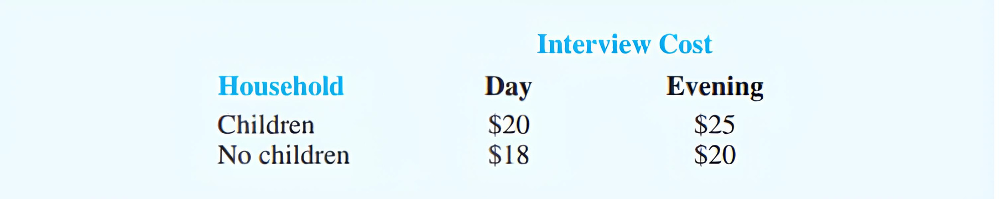 Interview Cost
Household Day Evening
Children $20 $25
No children $18 $20